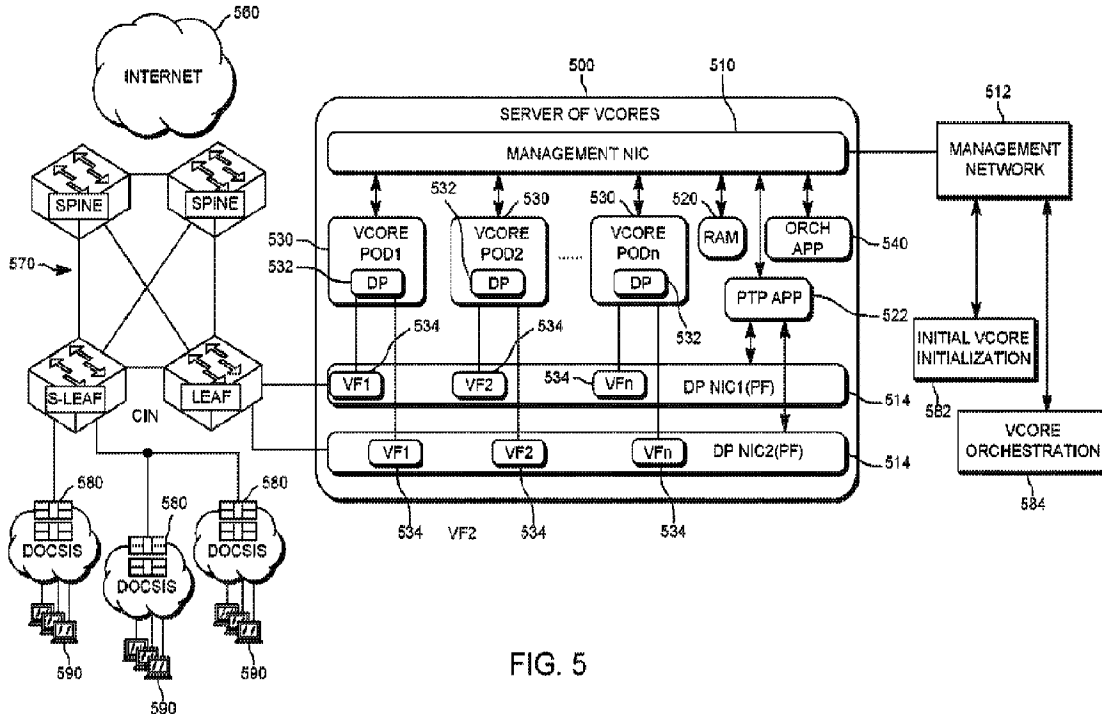 560
INTERNET
500
510
512
SERVER OF VCORES
MANAGEMENT NIC
MANAGEMENT
NETWORK
SPINE
SPINE
532
530
530
520
530
VCORE
POD1
VCORE
POD2
......
VCORE
PODn
RAM
ORCH
APP
540
570
532
DP
DP
DP
PTP APP
522
532
534
534
534
VF1
VF2
VFn
DP NIC1(PF)
514
INITIAL VCORE
INITIALIZATION
582
S-LEAF
LEAF
CIN
VCORE
ORCHESTRATION
584
VF1
VF2
VFn
DP NIC2(PF)
514
580
580
580
534
534
534
VF2
DOCSIS
DOCSIS
DOCSIS
590
590
590
FIG. 5